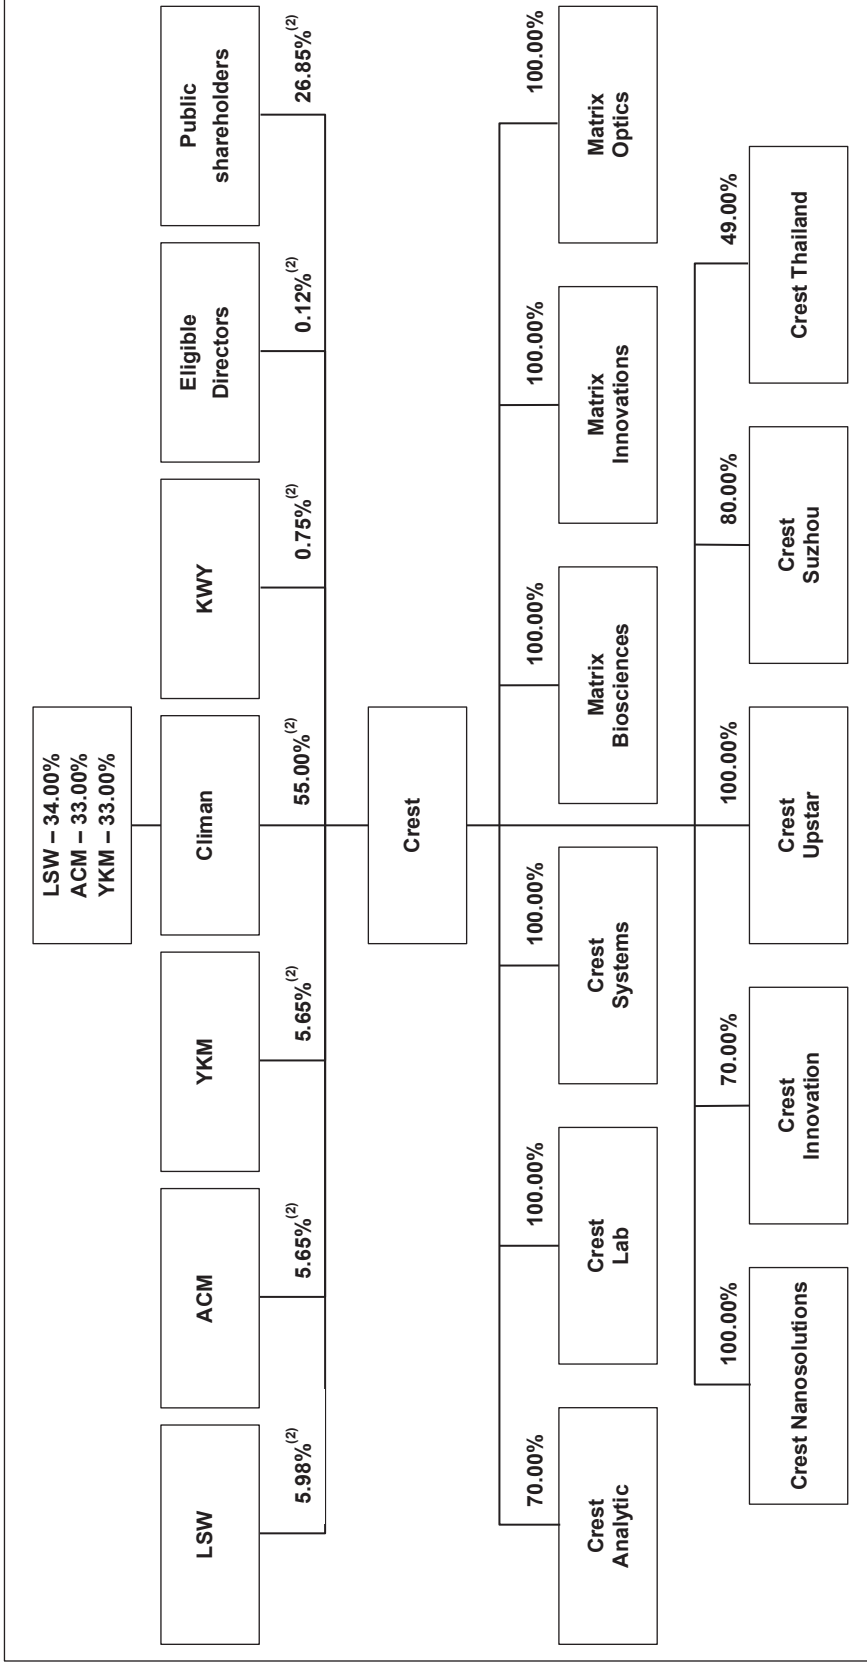 LSW – 34.00%
ACM – 33.00%
YKM – 33.00%
LSW
ACM
YKM
Climan
KWY
Eligible
Directors
Public
shareholders
5.98%(2)
5.65%(2)
5.65%(2)
55.00%(2)
0.75%(2)
0.12%(2)
26.85%(2)
Crest
70.00%
100.00%
100.00%
100.00%
100.00%
100.00%
Crest
Analytic
Crest
Lab
Crest
Systems
Matrix
Biosciences
Matrix
Innovations
Matrix
Optics
100.00%
70.00%
100.00%
80.00%
49.00%
Crest Nanosolutions
Crest
Innovation
Crest
Upstar
Crest
Suzhou
Crest Thailand